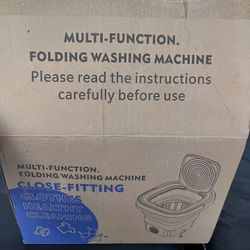 MULTI-FUNCTION.
FOLDING WASHING MACHINE
Please read the instructions
carefully before use
MULTI-FUNCTION.
FOLDING WASHING MACHINE
CLOSE-FITTING
CLOTHES
HEALTHY
CLEANING